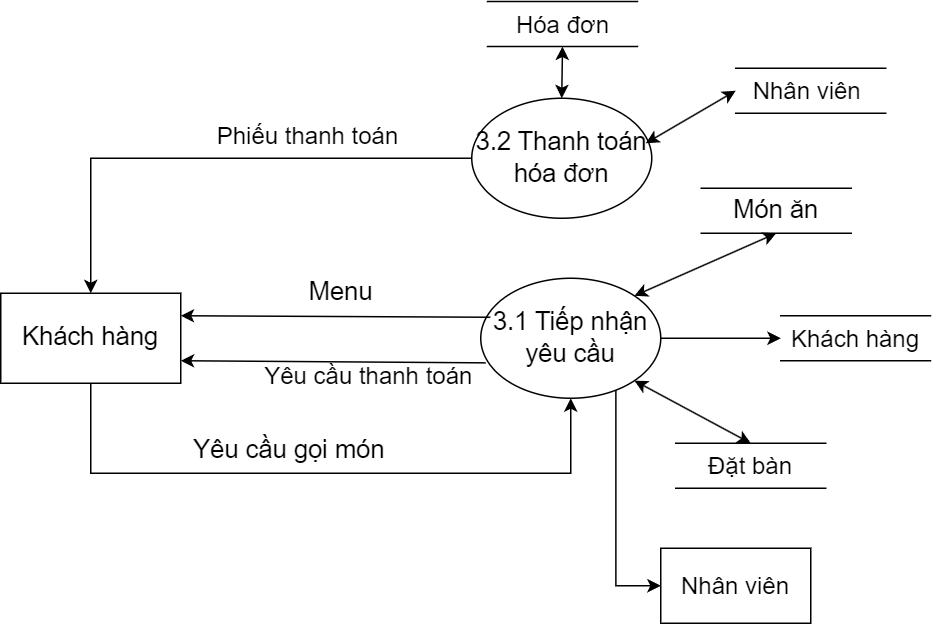 Hóa đơn
Nhân viên
Phiếu thanh toán
3.2 Thanh toán
hóa đơn
Món ăn
Menu
Khách hàng
3.1 Tiếp nhận
yêu cầu
Khách hàng
Yêu cầu thanh toán
Yêu cầu gọi món
Đặt bàn
Nhân viên